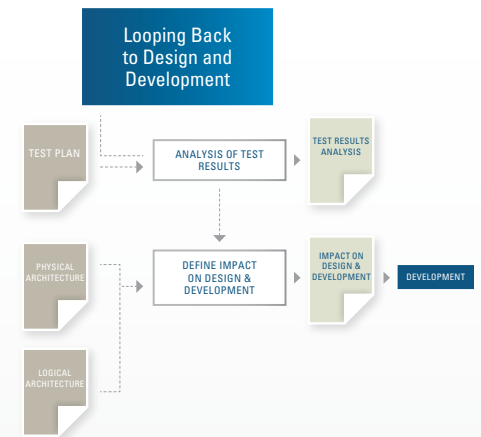 Looping Back
to Design and
Development
TEST PLAN
ANALYSIS OF TEST
RESULTS
TEST RESULTS
ANALYSIS
PHYSICAL
ARCHITECTURE
DEFINE IMPACT
ON DESIGN &
DEVELOPMENT
IMPACT ON
DESIGN &
DEVELOPMENT
DEVELOPMENT
LOGICAL
ARCHITECTURE